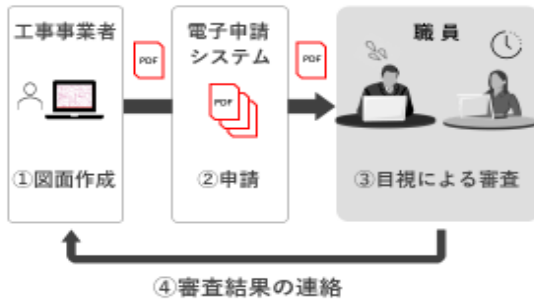 工事事業者
PDF
電子申請
システム
PDF
PDF
職員
①図面作成
②申請
③目視による審査
④審査結果の連絡